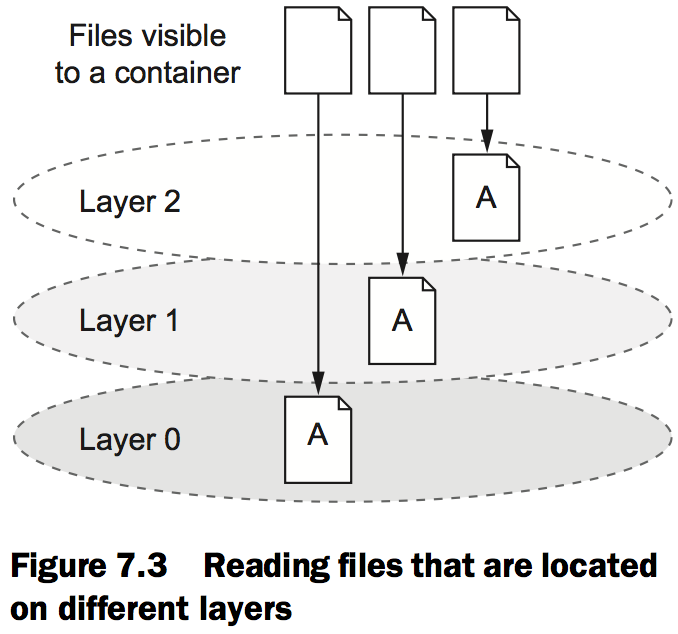 Files visible
to a container
Layer 2
A
Layer 1
A
Layer 0
A
Figure 7.3 Reading files that are located
on different layers